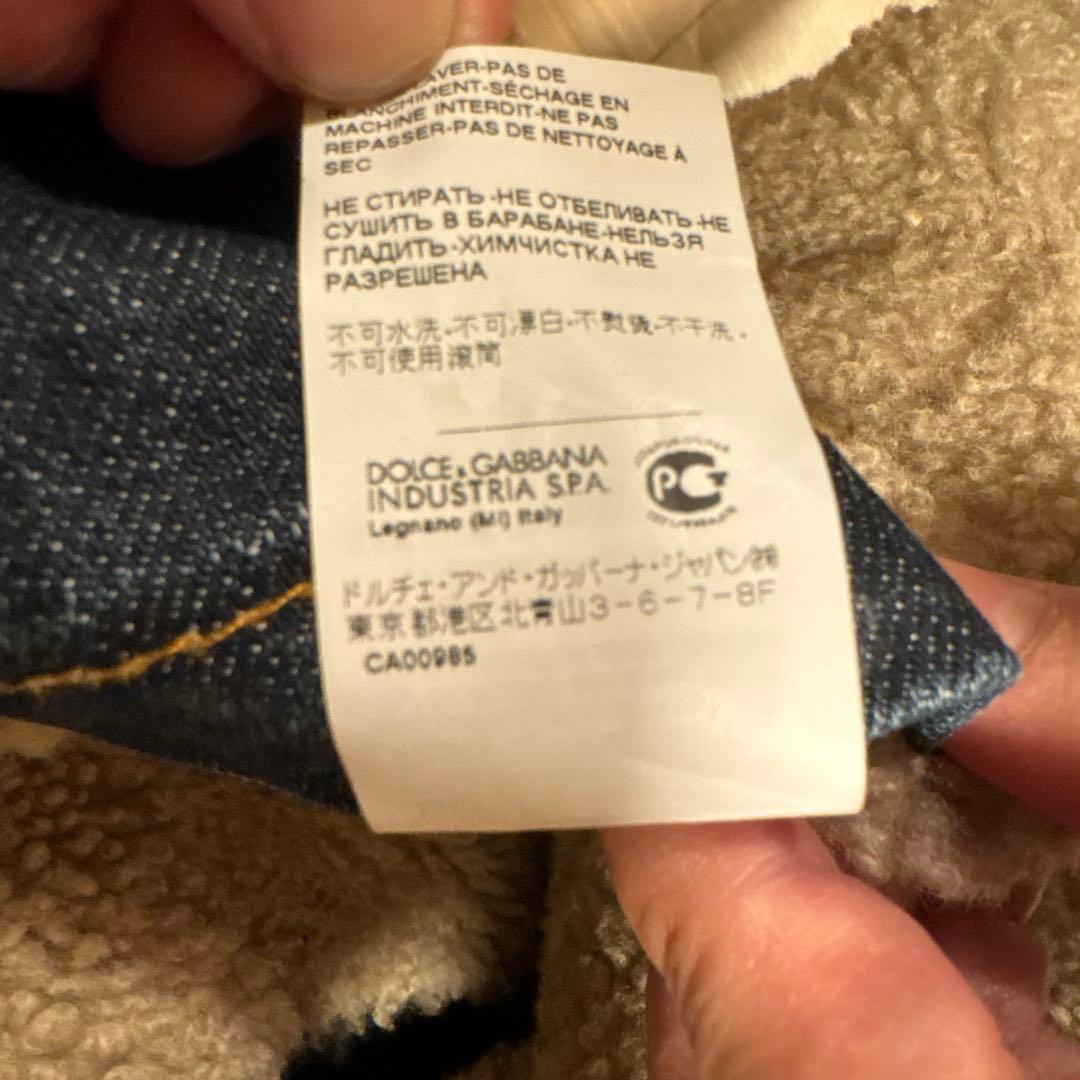 AVER-PAS DE
BLANCHIMENT-SÉCHAGE EN
MACHINE INTERDIT-NE PAS
REPASSER-PAS DE NETTOYAGE À
SEC
НЕ СТИРАТЬ-НЕ ОТБЕЛИВАТЬ-НЕ
СУШИТЬ В БАРАБАНЕ-НЕЛЬЗЯ
ГЛАДИТЬ-ХИМЧИСТКА НЕ
РАЗРЕШЕНА
不可水洗-不可漂白-不熨烫-不干洗-
不可使用滚筒
DOLCE & GABBANA
INDUSTRIA S.P.A.
Legnano (MI) Italy
РСТ
ドルチェ・アンド・ガッバーナ・ジャパン㈱
東京都港区北青山3-6-7-8F
CA00985